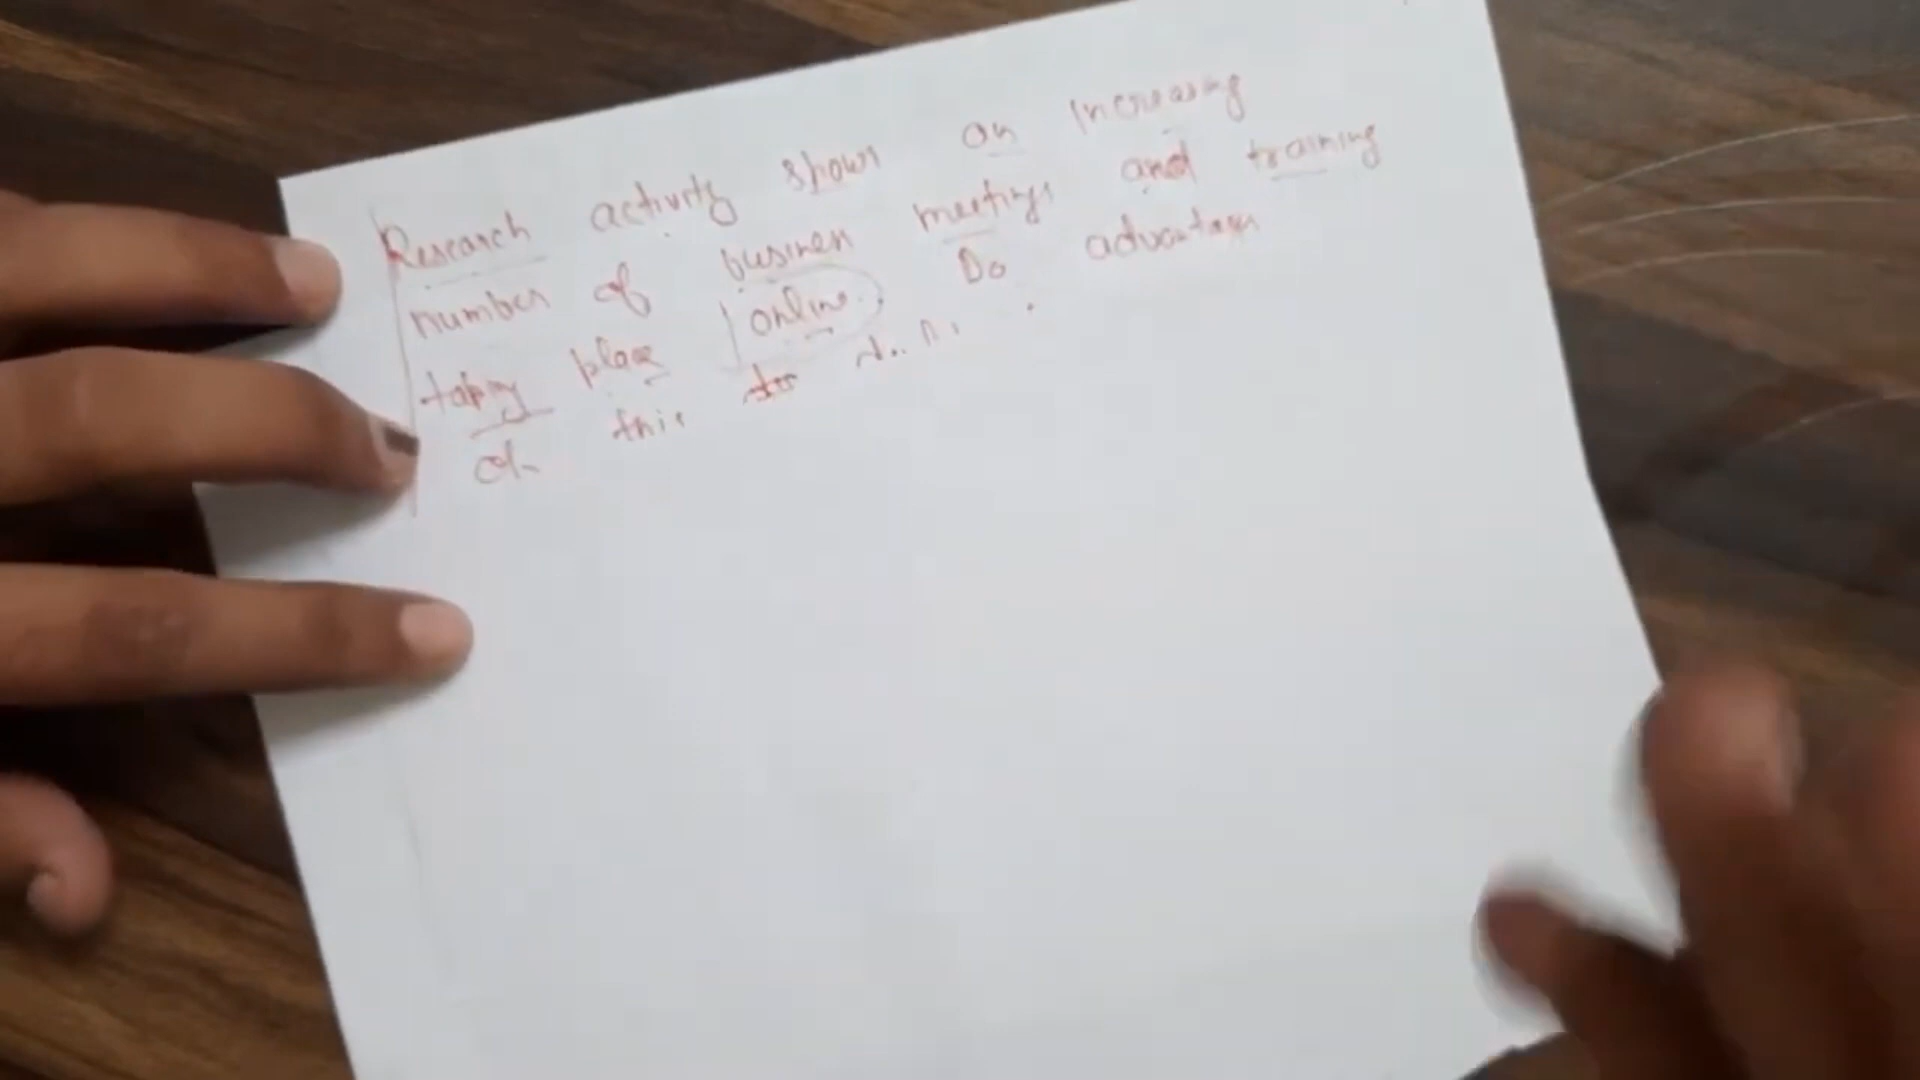 Research activity shows an increasing
number of business meetings and training
taking place online. Do advantages
of this